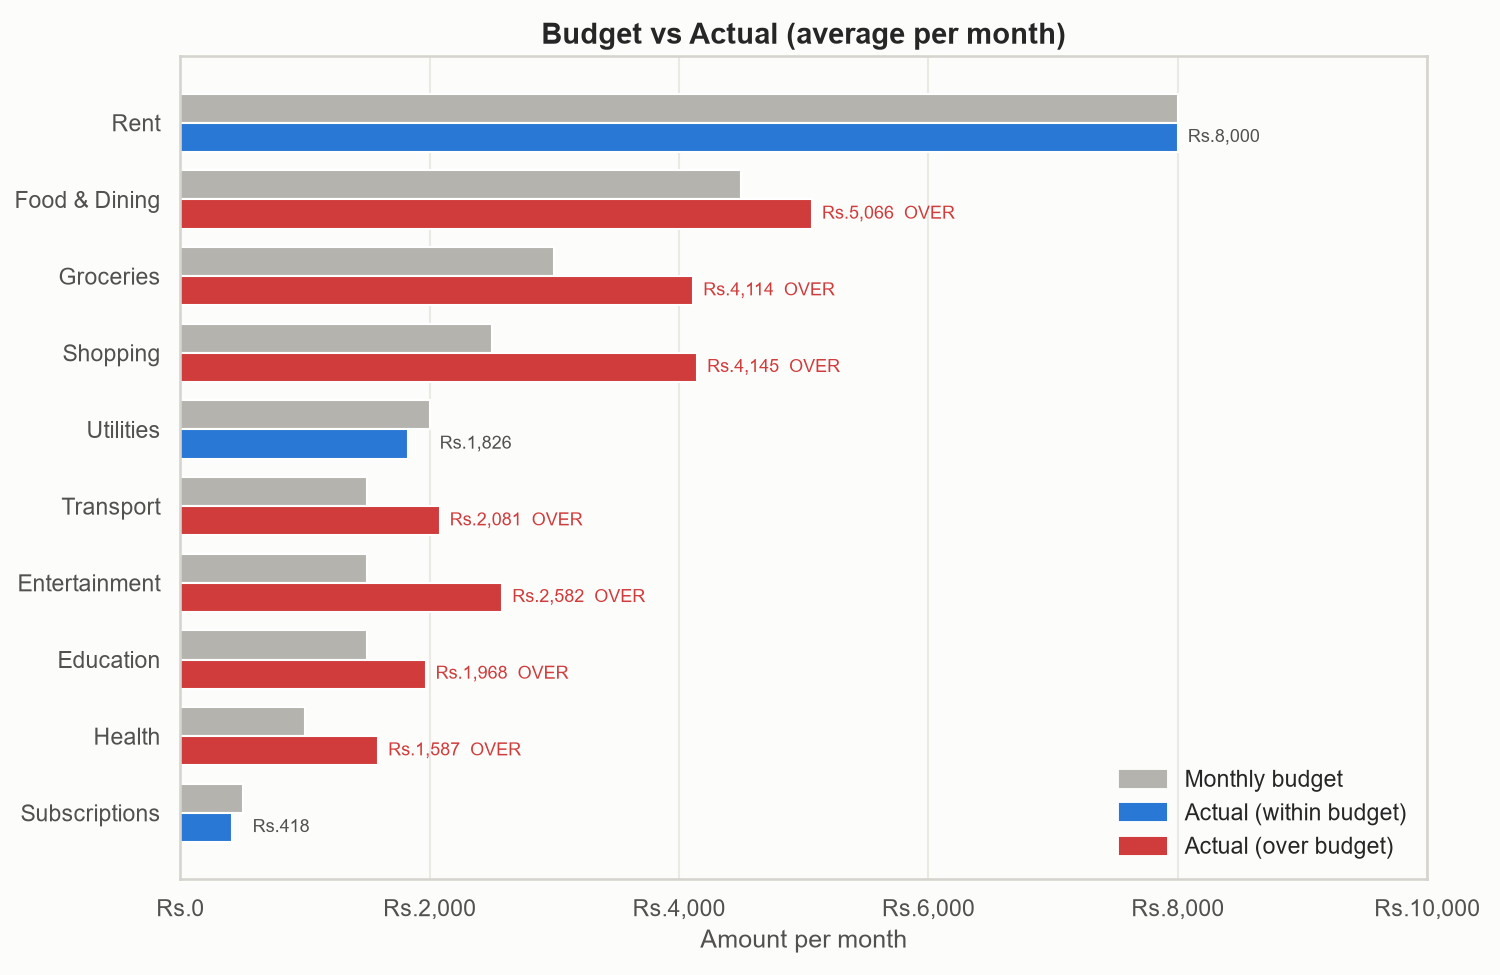 Budget vs Actual (average per month)
Rent
Rs.8,000
Food & Dining
Rs.5,066 OVER
Groceries
Rs.4,114 OVER
Shopping
Rs.4,145 OVER
Utilities
Rs.1,826
Transport
Rs.2,081 OVER
Entertainment
Rs.2,582 OVER
Education
Rs.1,968 OVER
Health
Rs.1,587 OVER
Subscriptions
Rs.418
Monthly budget
Actual (within budget)
Actual (over budget)
Rs.0 Rs.2,000 Rs.4,000 Rs.6,000 Rs.8,000 Rs.10,000
Amount per month